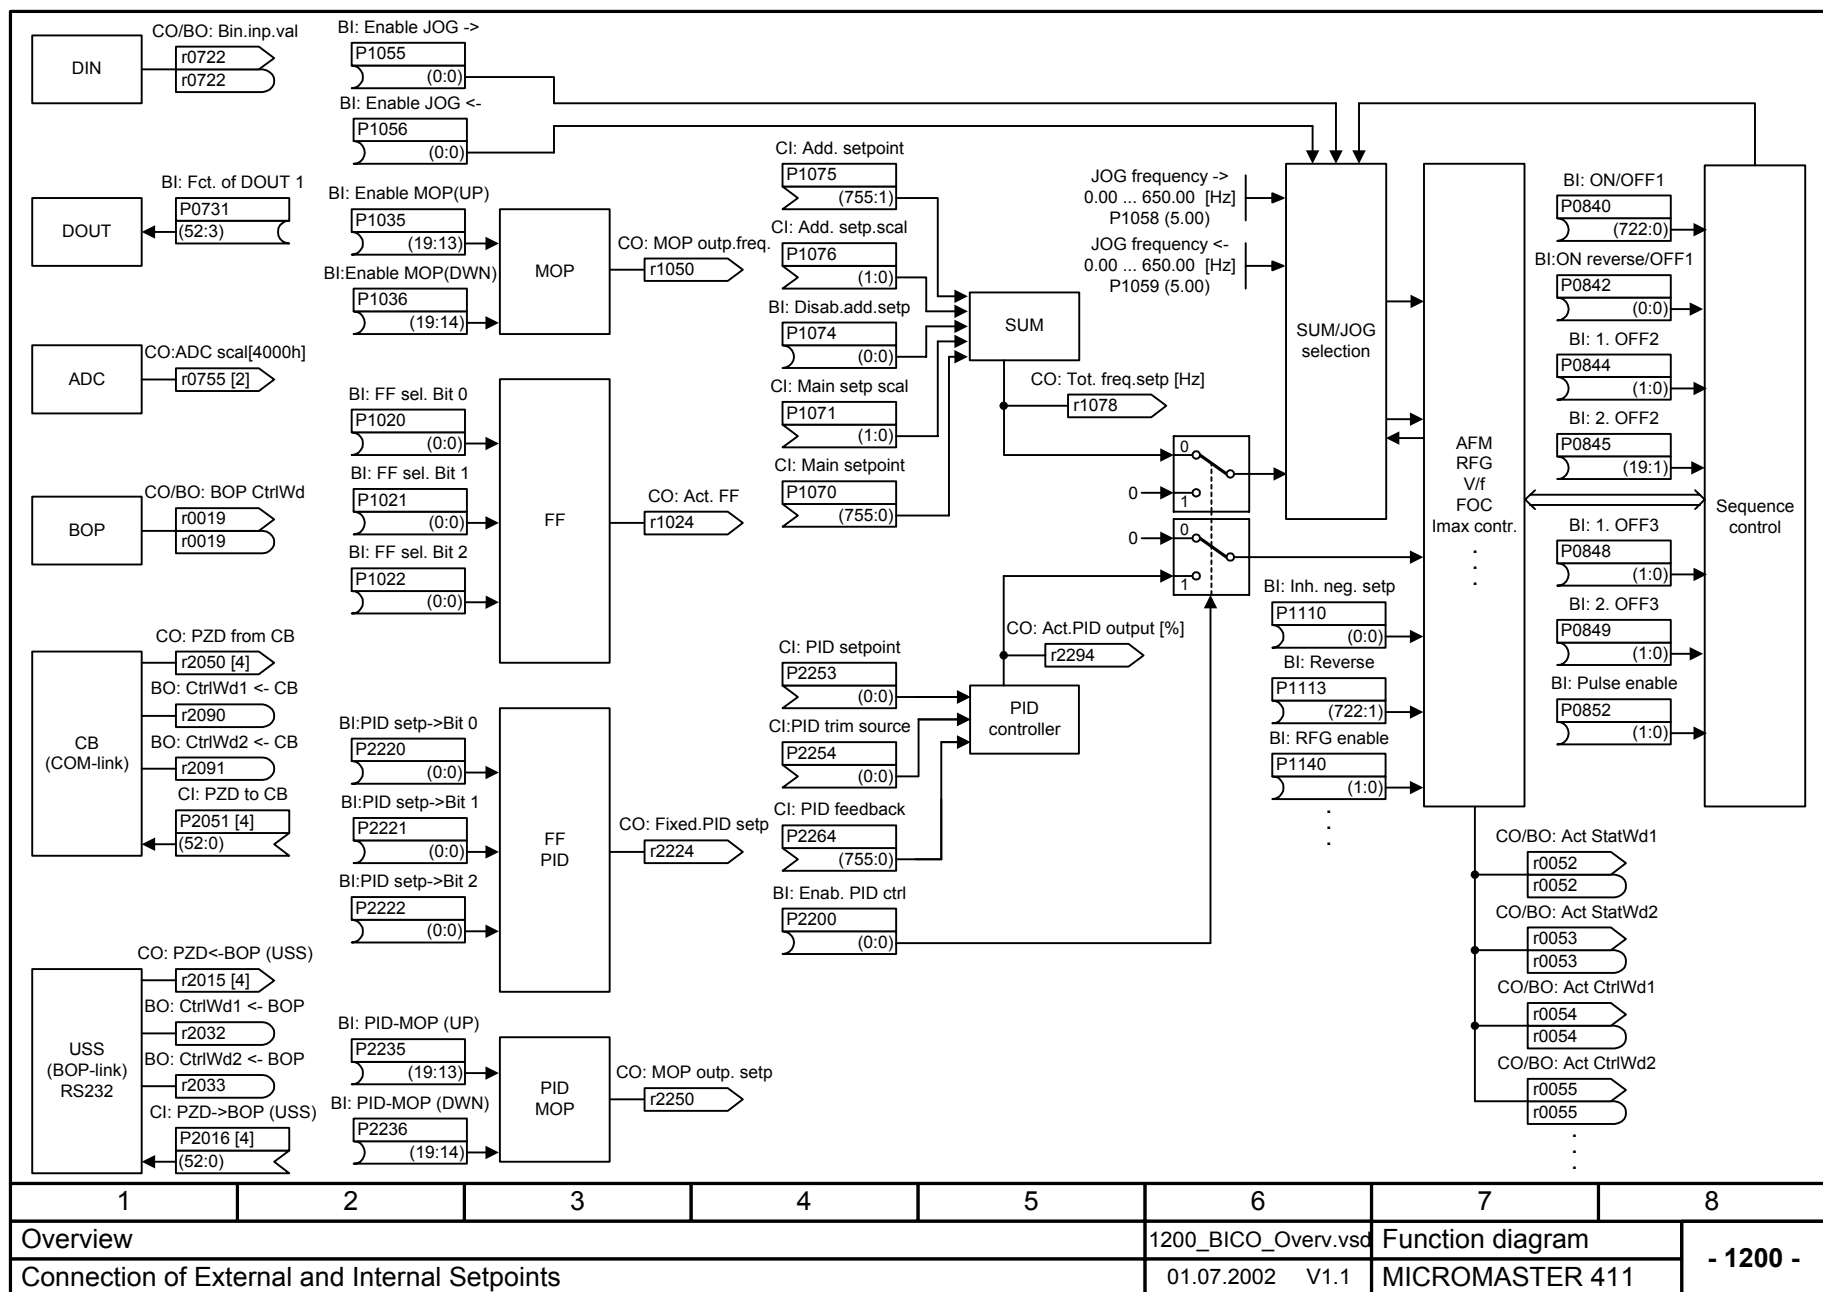 CO/BO: Bin.inp.val
DIN
r0722
r0722
BI: Fct. of DOUT 1
DOUT
P0731
(52:3)
CO:ADC scal[4000h]
ADC
r0755 [2]
CO/BO: BOP CtrlWd
BOP
r0019
r0019
CO: PZD from CB
r2050 [4]
BO: CtrlWd1 <- CB
r2090
BO: CtrlWd2 <- CB
r2091
CB
(COM-link)
CI: PZD to CB
P2051 [4]
(52:0)
CO: PZD<-BOP (USS)
r2015 [4]
BO: CtrlWd1 <- BOP
r2032
BO: CtrlWd2 <- BOP
r2033
USS
(BOP-link)
RS232
CI: PZD->BOP (USS)
P2016 [4]
(52:0)
BI: Enable JOG ->
P1055
(0:0)
BI: Enable JOG <-
P1056
(0:0)
BI: Enable MOP(UP)
P1035
(19:13)
BI:Enable MOP(DWN)
P1036
(19:14)
MOP
CO: MOP outp.freq.
r1050
BI: FF sel. Bit 0
P1020
(0:0)
BI: FF sel. Bit 1
P1021
(0:0)
BI: FF sel. Bit 2
P1022
(0:0)
FF
CO: Act. FF
r1024
BI:PID setp->Bit 0
P2220
(0:0)
BI:PID setp->Bit 1
P2221
(0:0)
BI:PID setp->Bit 2
P2222
(0:0)
FF
PID
CO: Fixed.PID setp
r2224
BI: PID-MOP (UP)
P2235
(19:13)
BI: PID-MOP (DWN)
P2236
(19:14)
PID
MOP
CO: MOP outp. setp
r2250
CI: Add. setpoint
P1075
(755:1)
CI: Add. setp.scal
P1076
(1:0)
BI: Disab.add.setp
P1074
(0:0)
CI: Main setp scal
P1071
(1:0)
CI: Main setpoint
P1070
(755:0)
SUM
CO: Tot. freq.setp [Hz]
r1078
CI: PID setpoint
P2253
(0:0)
CI:PID trim source
P2254
(0:0)
CI: PID feedback
P2264
(755:0)
BI: Enab. PID ctrl
P2200
(0:0)
PID
controller
CO: Act.PID output [%]
r2294
JOG frequency ->
0.00 ... 650.00 [Hz]
P1058 (5.00)
JOG frequency <-
0.00 ... 650.00 [Hz]
P1059 (5.00)
0
0
1
0
0
1
SUM/JOG
selection
BI: Inh. neg. setp
P1110
(0:0)
BI: Reverse
P1113
(722:1)
BI: RFG enable
P1140
(1:0)
.
.
.
AFM
RFG
V/f
FOC
Imax contr.
.
.
.
BI: ON/OFF1
P0840
(722:0)
BI:ON reverse/OFF1
P0842
(0:0)
BI: 1. OFF2
P0844
(1:0)
BI: 2. OFF2
P0845
(19:1)
BI: 1. OFF3
P0848
(1:0)
BI: 2. OFF3
P0849
(1:0)
BI: Pulse enable
P0852
(1:0)
Sequence
control
CO/BO: Act StatWd1
r0052
r0052
CO/BO: Act StatWd2
r0053
r0053
CO/BO: Act CtrlWd1
r0054
r0054
CO/BO: Act CtrlWd2
r0055
r0055
.
.
.
1 2 3 4 5 6 7 8
Overview 1200_BICO_Overv.vsd Function diagram
- 1200 -
Connection of External and Internal Setpoints 01.07.2002 V1.1 MICROMASTER 411